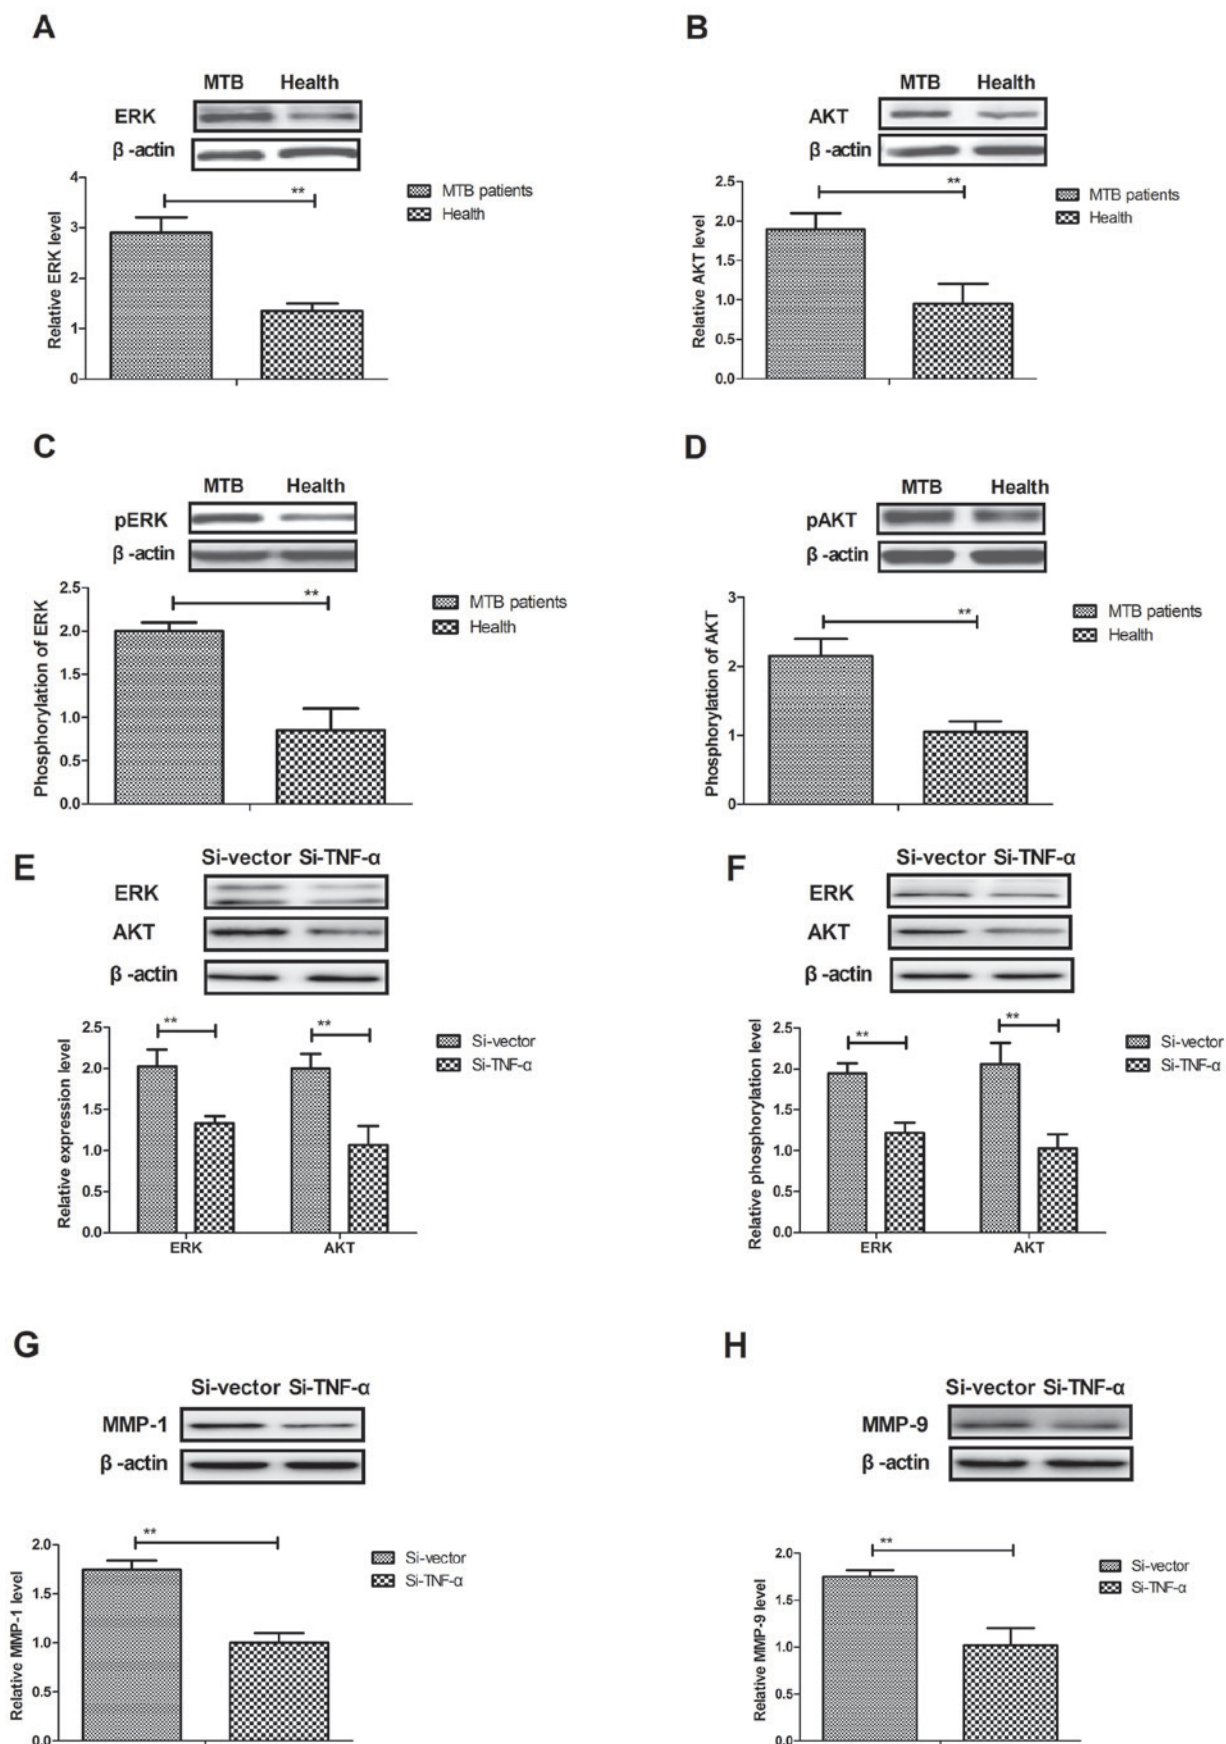 A
MTB Health
ERK
β -actin
**
4
3
2
1
0
Relative ERK level
MTB patients
Health
B
MTB Health
AKT
β -actin
**
2.5
2.0
1.5
1.0
0.5
0.0
Relative AKT level
MTB patients
Health
C
MTB Health
pERK
β -actin
**
2.5
2.0
1.5
1.0
0.5
0.0
Phosphorylation of ERK
MTB patients
Health
D
MTB Health
pAKT
β -actin
**
3
2
1
0
Phosphorylation of AKT
MTB patients
Health
E
Si-vector Si-TNF-α
ERK
AKT
β -actin
** **
2.5
2.0
1.5
1.0
0.5
0.0
Relative expression level
ERK AKT
Si-vector
Si-TNF-α
F
Si-vector Si-TNF-α
ERK
AKT
β -actin
** **
2.5
2.0
1.5
1.0
0.5
0.0
Relative phosphorylation level
ERK AKT
Si-vector
Si-TNF-α
G
Si-vector Si-TNF-α
MMP-1
β -actin
**
2.0
1.5
1.0
0.5
0.0
Relative MMP-1 level
Si-vector
Si-TNF-α
H
Si-vector Si-TNF-α
MMP-9
β -actin
**
2.0
1.5
1.0
0.5
0.0
Relative MMP-9 level
Si-vector
Si-TNF-α